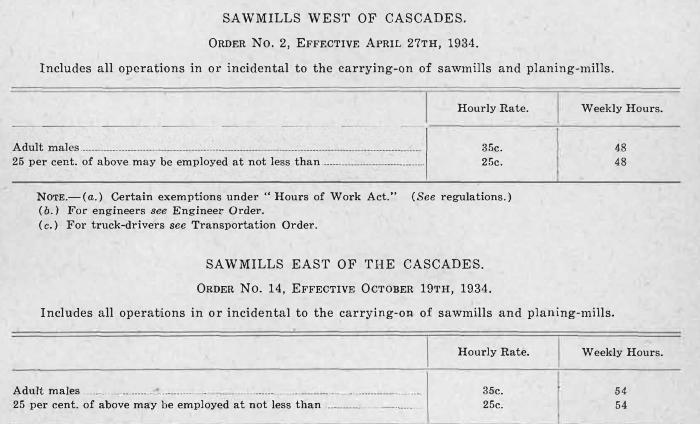 SAWMILLS WEST OF CASCADES.
ORDER NO. 2, EFFECTIVE APRIL 27TH, 1934.
Includes all operations in or incidental to the carrying-on of sawmills and planing-mills.
Hourly Rate. Weekly Hours.
Adult males 35c. 48
25 per cent. of above may be employed at not less than 25c. 48
NOTE.—(a.) Certain exemptions under "Hours of Work Act." (See regulations.)
(b.) For engineers see Engineer Order.
(c.) For truck-drivers see Transportation Order.
SAWMILLS EAST OF THE CASCADES.
ORDER NO. 14, EFFECTIVE OCTOBER 19TH, 1934.
Includes all operations in or incidental to the carrying-on of sawmills and planing-mills.
Hourly Rate. Weekly Hours.
Adult males 35c. 54
25 per cent. of above may be employed at not less than 25c. 54